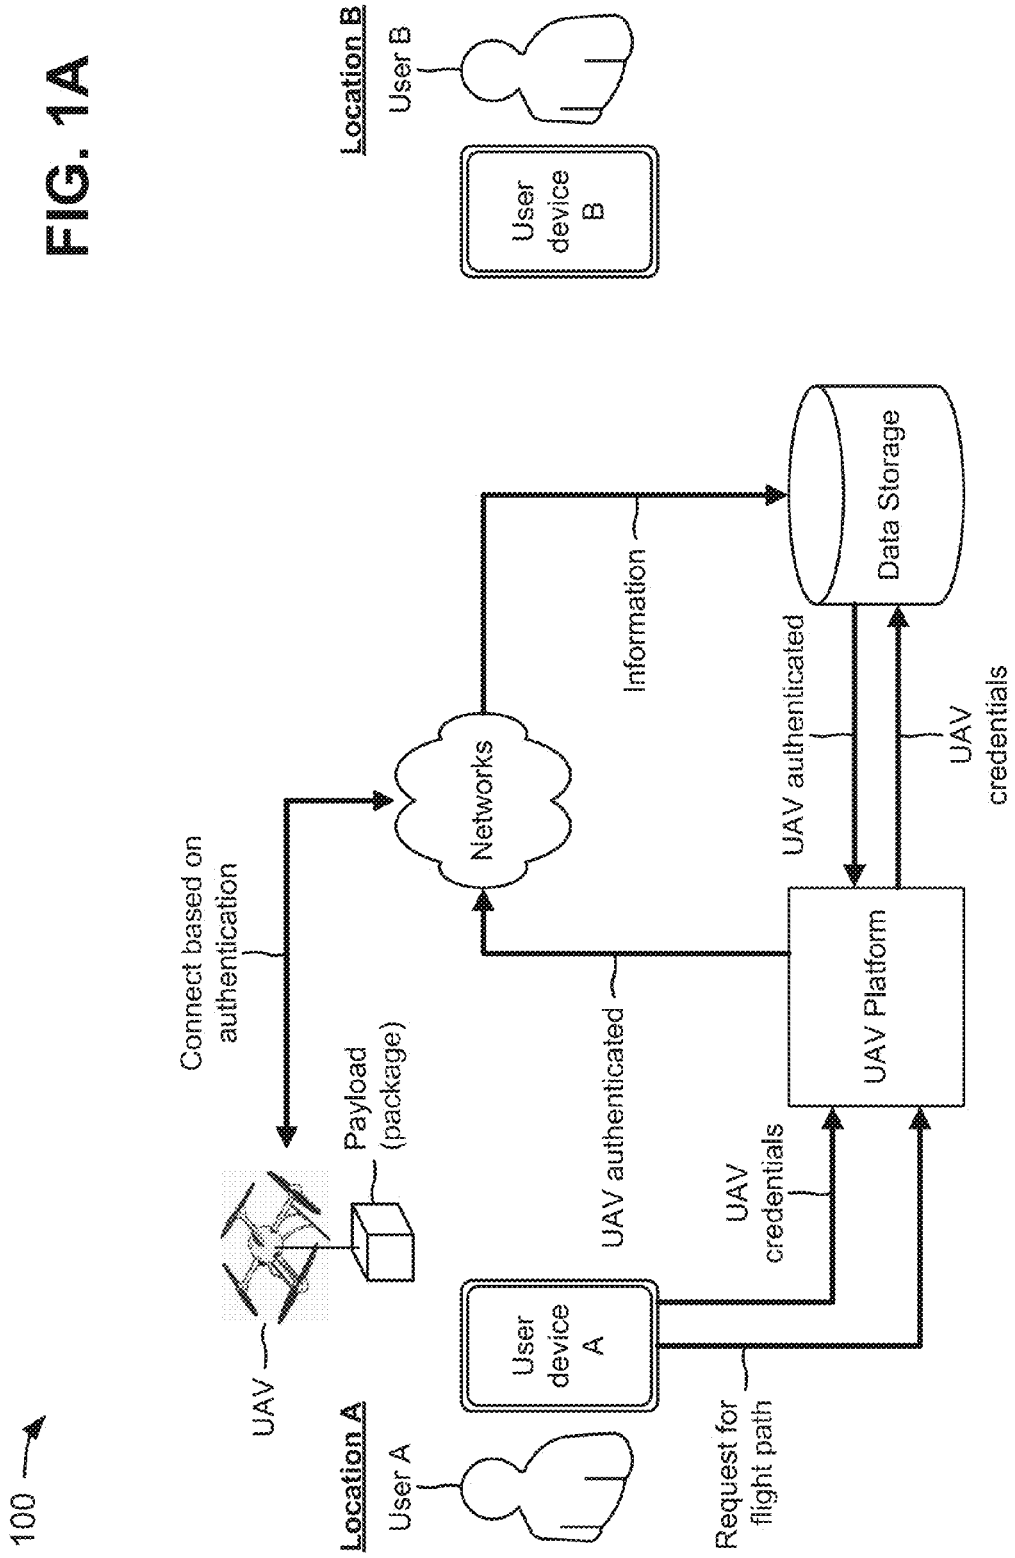 FIG. 1A
100
Location A
User A
User
device
A
Request for
flight path
UAV
Payload
(package)
Connect based on
authentication
UAV authenticated
UAV
credentials
UAV Platform
Networks
Information
UAV authenticated
UAV
credentials
Data Storage
Location B
User B
User
device
B